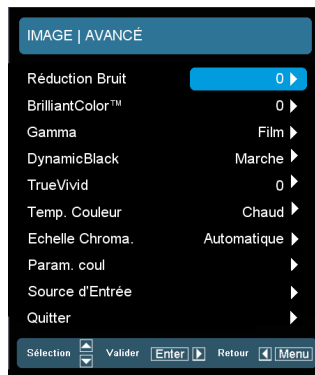 IMAGE | AVANCÉ
Réduction Bruit 0
BrilliantColor™ 0
Gamma Film
DynamicBlack Marche
TrueVivid 0
Temp. Couleur Chaud
Echelle Chroma. Automatique
Param. coul
Source d'Entrée
Quitter
Sélection Valider Enter Retour Menu